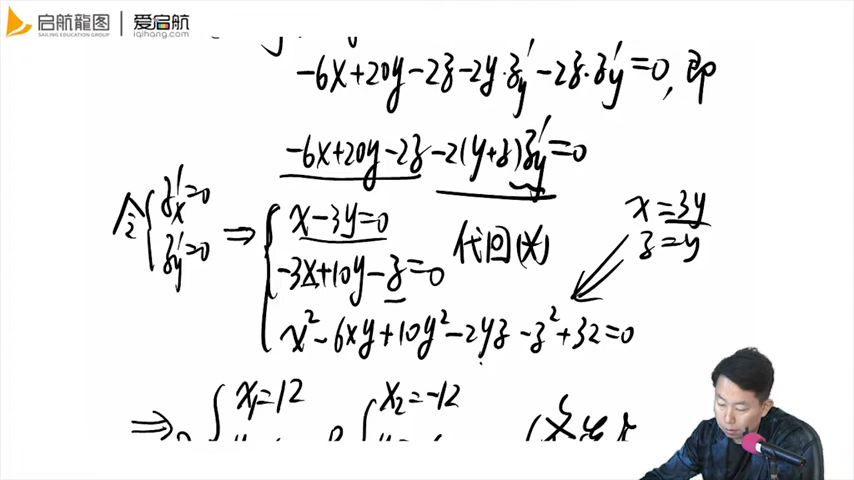 启航龍图 | 爱启航
SAILING EDUCATION GROUP iqihang.com
-6x+20y-2z-2y·z'y-2z·z'y=0, 即
-6x+20y-2z-2(y+z)z'y=0
令 { z'x=0
z'y=0
⇒ { x-3y=0
-3x+10y-z=0
x²-6xy+10y²-2yz-z²+32=0
代回(*)
x=3y
z=y
⇒ { x₁=12
{ x₂=-12